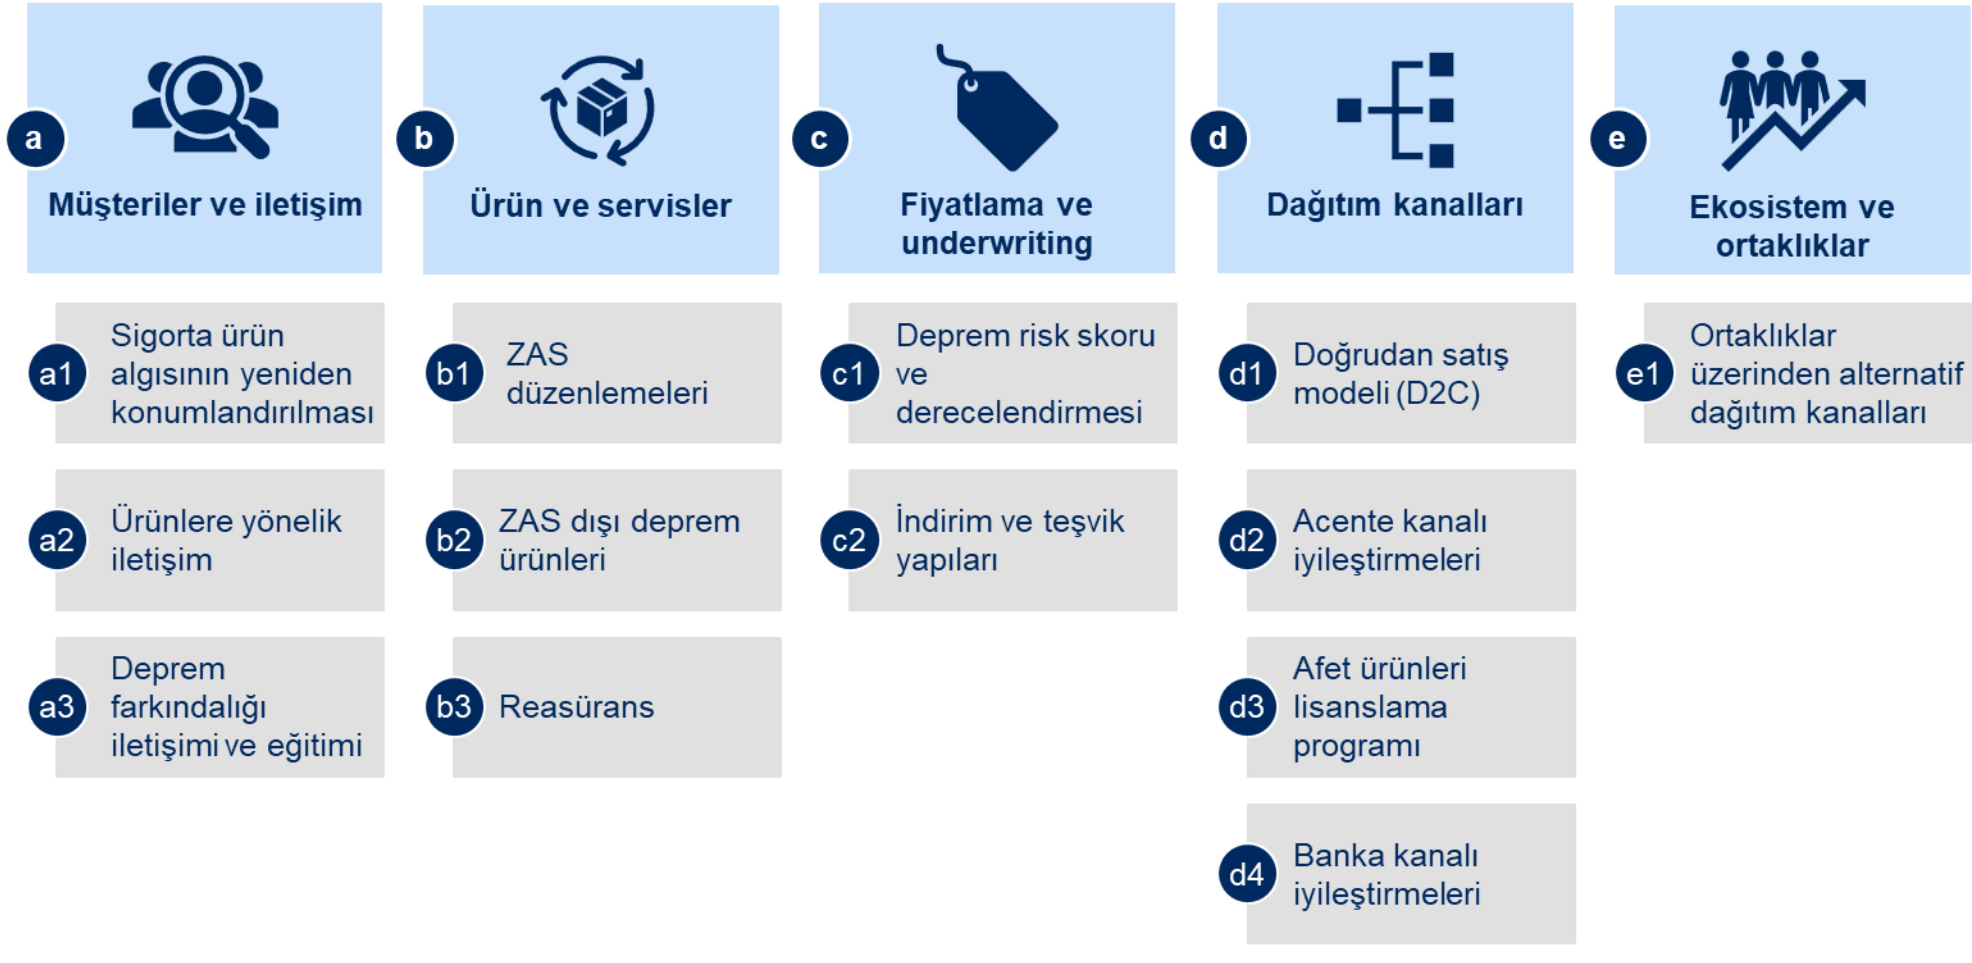 a
Müşteriler ve iletişim
a1
Sigorta ürün
algısının yeniden
konumlandırılması
a2
Ürünlere yönelik
iletişim
a3
Deprem
farkındalığı
iletişimi ve eğitimi
b
Ürün ve servisler
b1
ZAS
düzenlemeleri
b2
ZAS dışı deprem
ürünleri
b3
Reasürans
c
Fiyatlama ve
underwriting
c1
Deprem risk skoru
ve
derecelendirmesi
c2
İndirim ve teşvik
yapıları
d
Dağıtım kanalları
d1
Doğrudan satış
modeli (D2C)
d2
Acente kanalı
iyileştirmeleri
d3
Afet ürünleri
lisanslama
programı
d4
Banka kanalı
iyileştirmeleri
e
Ekosistem ve
ortaklıklar
e1
Ortaklıklar
üzerinden alternatif
dağıtım kanalları